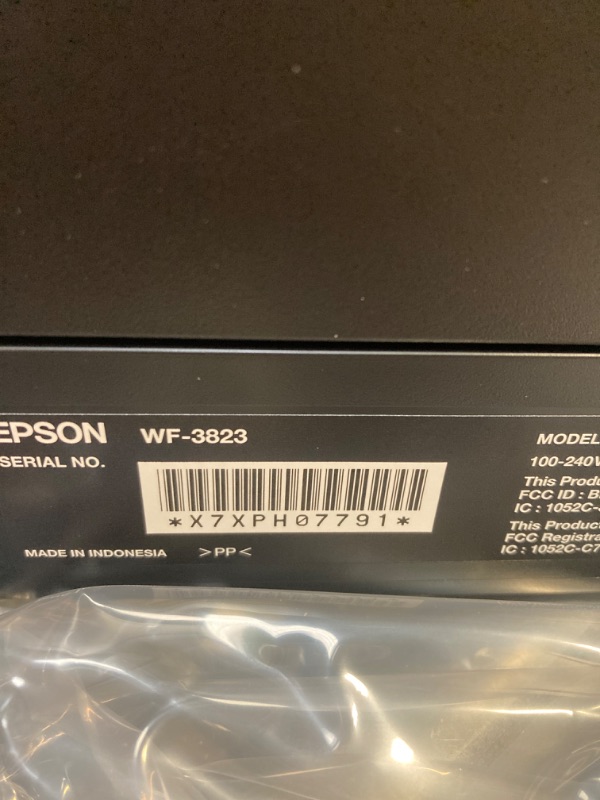 EPSON WF-3823
SERIAL NO.
*X7XPH07791*
MADE IN INDONESIA >PP<
MODEL
100-240V
This Produ
FCC ID : B
IC : 1052C-
This Product
FCC Registra
IC : 1052C-C7